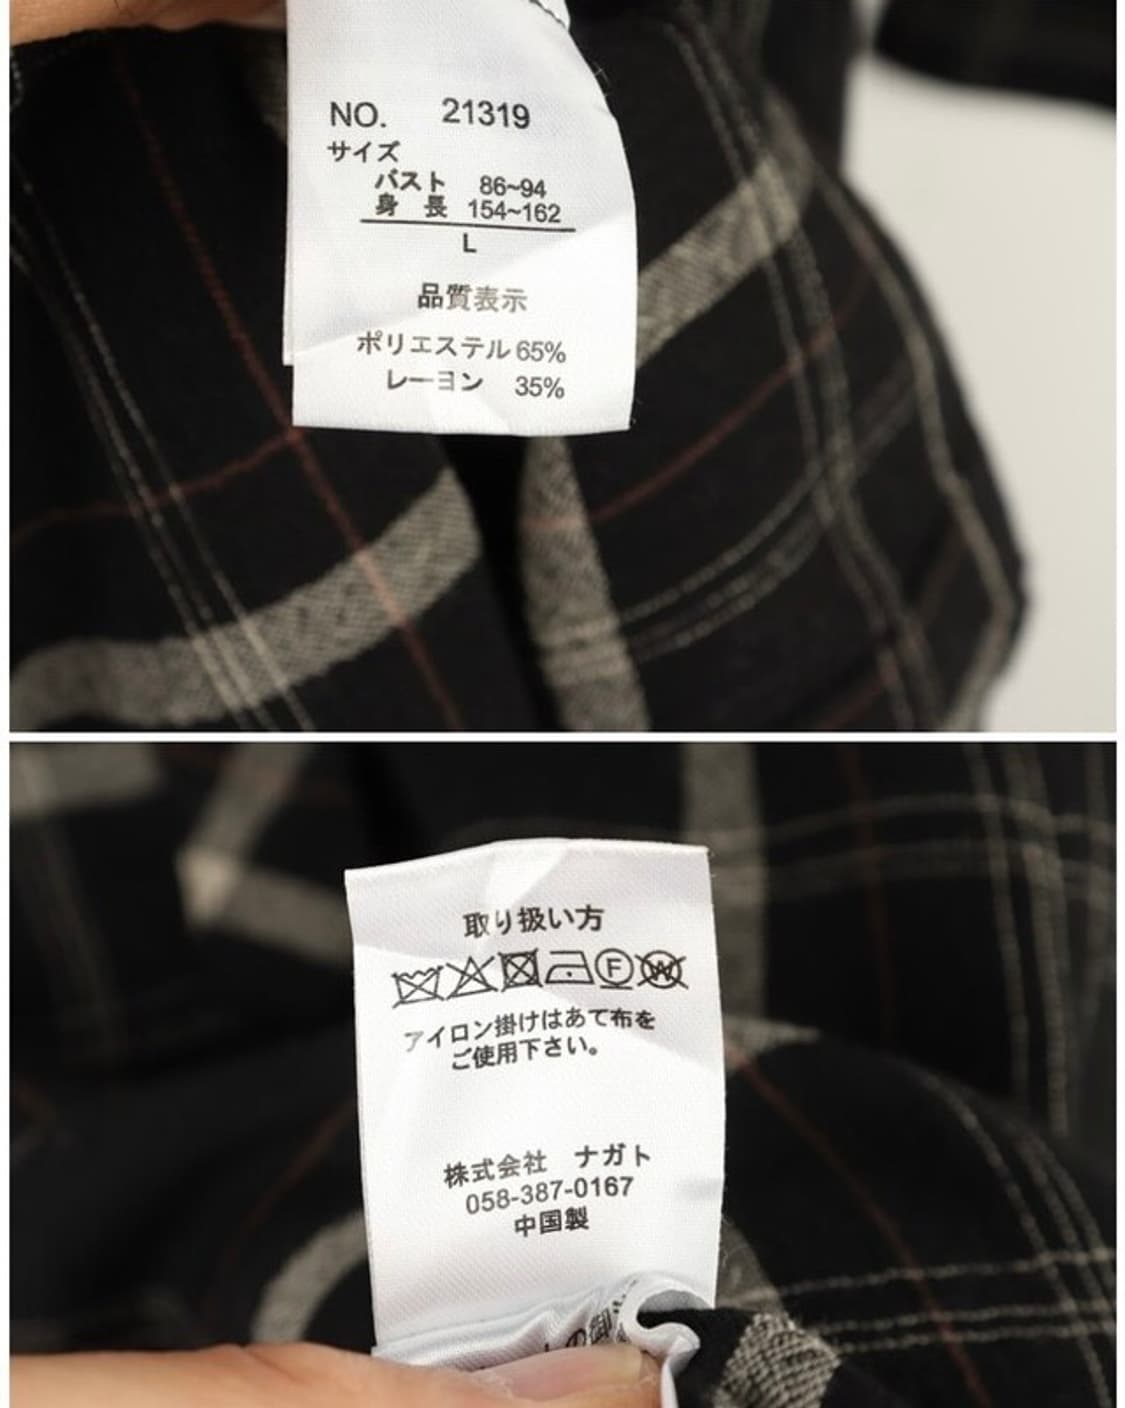 NO. 21319
サイズ
バスト 86~94
身 長 154~162
L
品質表示
ポリエステル 65%
レーヨン 35%
取り扱い方
F W
アイロン掛けはあて布を
ご使用下さい。
株式会社 ナガト
058-387-0167
中国製
の御